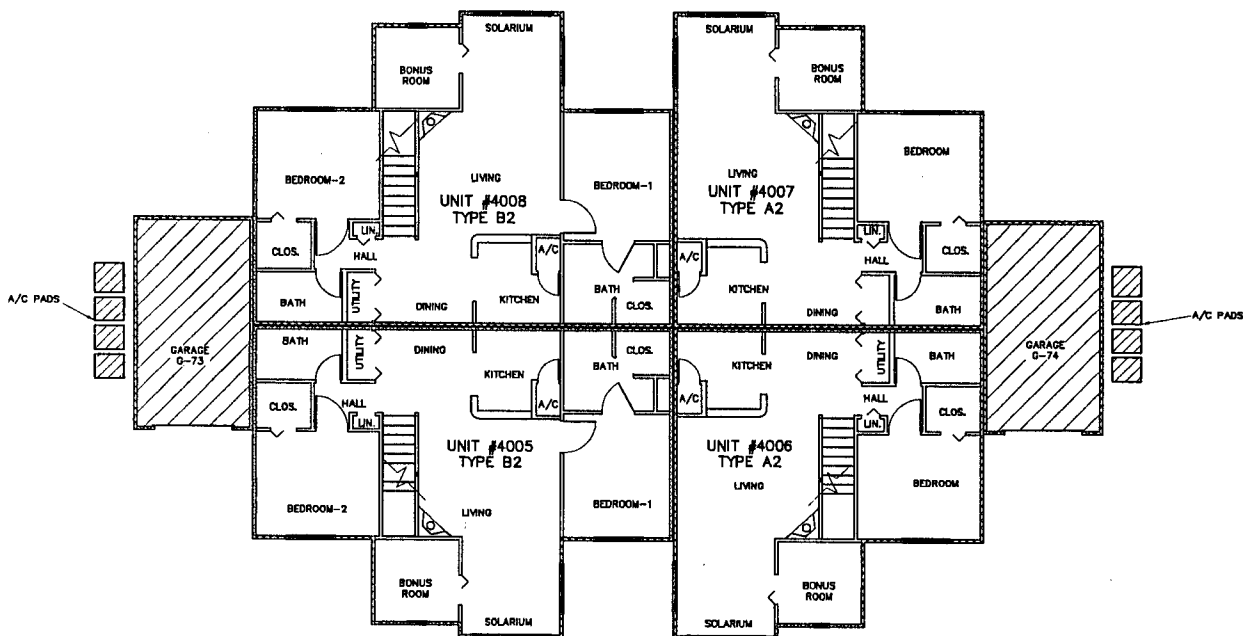 SOLARIUM
SOLARIUM
BONUS
ROOM
BONUS
ROOM
BEDROOM
BEDROOM-2
LIVING
BEDROOM-1
LIVING
UNIT #4008
TYPE B2
UNIT #4007
TYPE A2
LIN.
LIN.
CLOS.
HALL
A/C
A/C
HALL
CLOS.
A/C PADS
BATH
UTILITY
DINING
KITCHEN
BATH
CLOS.
KITCHEN
DINING
BATH
A/C PADS
GARAGE
G-73
BATH
UTILITY
DINING
KITCHEN
BATH
CLOS.
KITCHEN
DINING
UTILITY
BATH
GARAGE
G-74
CLOS.
HALL
LIN.
A/C
A/C
HALL
LIN.
CLOS.
UNIT #4005
TYPE B2
UNIT #4006
TYPE A2
BEDROOM-2
LIVING
BEDROOM-1
LIVING
BEDROOM
BONUS
ROOM
BONUS
ROOM
SOLARIUM
SOLARIUM